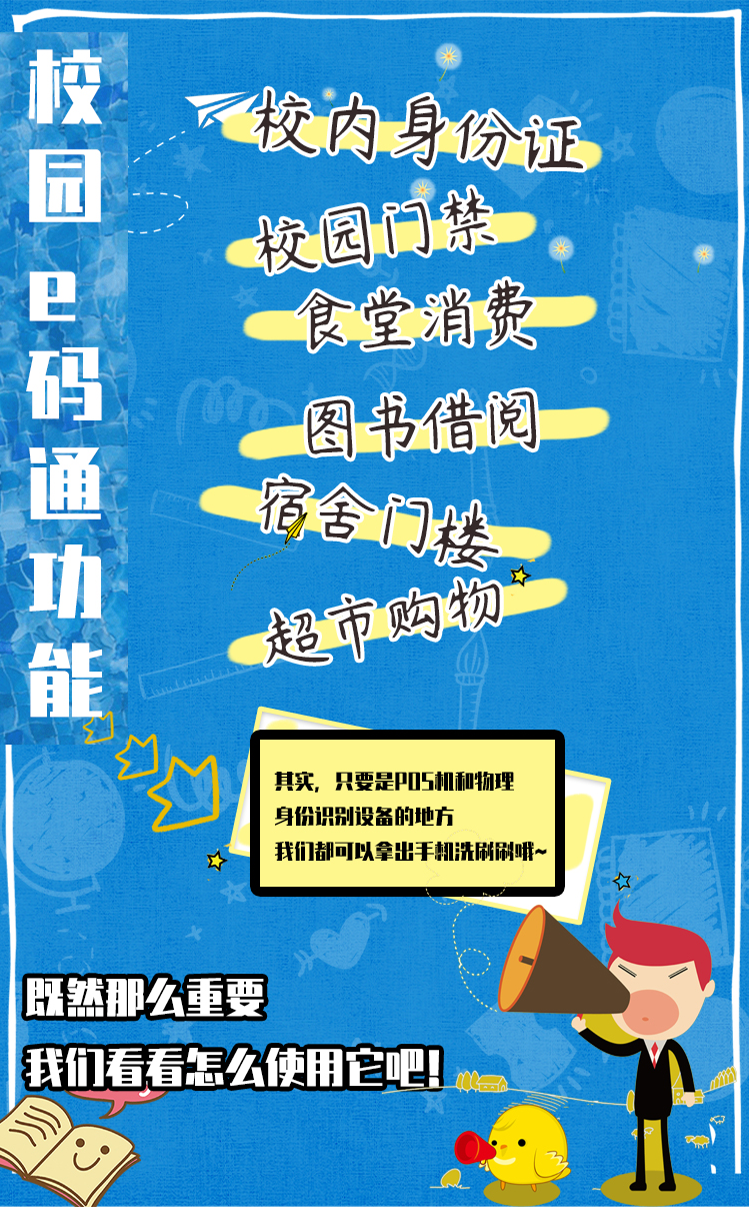 校园e码通功能
校内身份证
校园门禁
食堂消费
图书借阅
宿舍门楼
超市购物
其实，只要是POS机和物理
身份识别设备的地方
我们都可以拿出手机洗刷刷哦~
既然那么重要
我们看看怎么使用它吧！